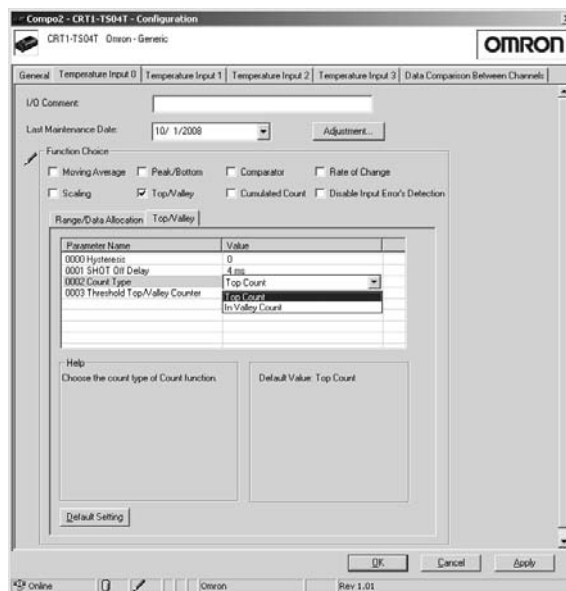 Compo2 - CRT1-TS04T - Configuration
CRT1-TS04T Omron - Generic
OMRON
General Temperature Input 0 Temperature Input 1 Temperature Input 2 Temperature Input 3 Data Comparison Between Channels
I/O Comment:
Last Maintenance Date: 10/ 1/2008 Adjustment...
Function Choice
Moving Average Peak/Bottom Comparator Rate of Change
Scaling Top/Valley Cumulated Count Disable Input Error's Detection
Range/Data Allocation Top/Valley
Parameter Name Value
0000 Hysteresis 0
0001 SHOT Off Delay 4 ms
0002 Count Type Top Count
0003 Threshold Top/Valley Counter Top Count
In Valley Count
Help
Choose the count type of Count function. Default Value: Top Count
Default Setting
OK Cancel Apply
Online Omron Rev 1.01